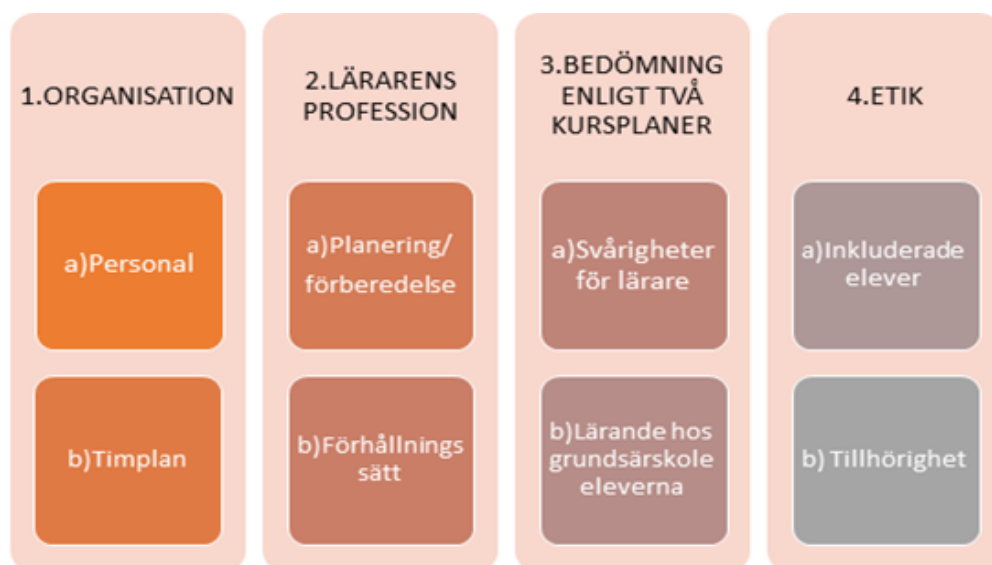 1.ORGANISATION
a)Personal
b)Timplan
2.LÄRARENS
PROFESSION
a)Planering/
förberedelse
b)Förhållnings
sätt
3.BEDÖMNING
ENLIGT TVÅ
KURSPLANER
a)Svårigheter
för lärare
b)Lärande hos
grundsärskole
eleverna
4.ETIK
a)Inkluderade
elever
b) Tillhörighet